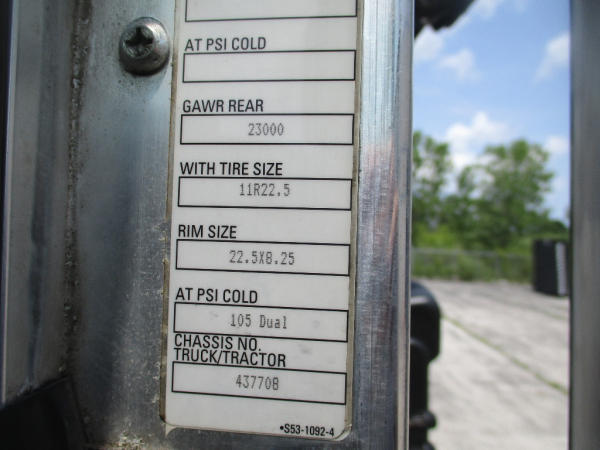 AT PSI COLD
GAWR REAR
23000
WITH TIRE SIZE
11R22.5
RIM SIZE
22.5X8.25
AT PSI COLD
105 Dual
CHASSIS NO.
TRUCK/TRACTOR
437708
•S53-1092-4